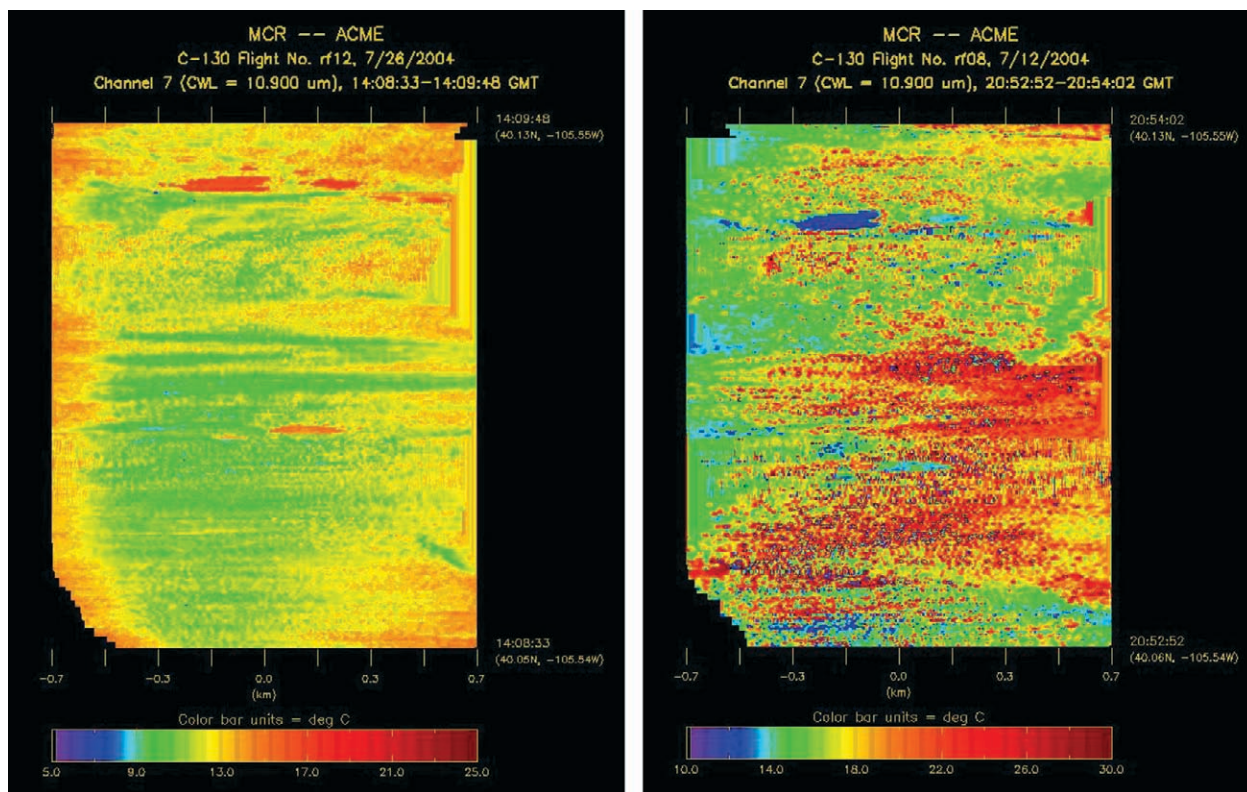 MCR -- ACME
C-130 Flight No. rf12, 7/26/2004
Channel 7 (CWL = 10.900 um), 14:08:33-14:09:48 GMT
14:09:48
(40.13N, -105.55W)
14:08:33
(40.05N, -105.54W)
-0.7 -0.3 0.0 0.3 0.7
(km)
Color bar units = deg C
5.0 9.0 13.0 17.0 21.0 25.0
MCR -- ACME
C-130 Flight No. rf08, 7/12/2004
Channel 7 (CWL = 10.900 um), 20:52:52-20:54:02 GMT
20:54:02
(40.13N, -105.55W)
20:52:52
(40.06N, -105.54W)
-0.7 -0.3 0.0 0.3 0.7
(km)
Color bar units = deg C
10.0 14.0 18.0 22.0 26.0 30.0